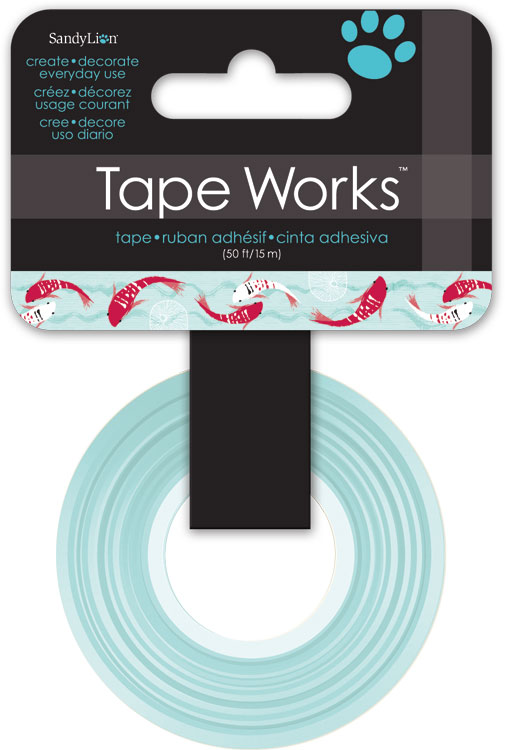 SandyLion
create•decorate
everyday use
créez•décorez
usage courant
cree•decore
uso diario
Tape Works™
tape•ruban adhésif•cinta adhesiva
(50 ft/15 m)